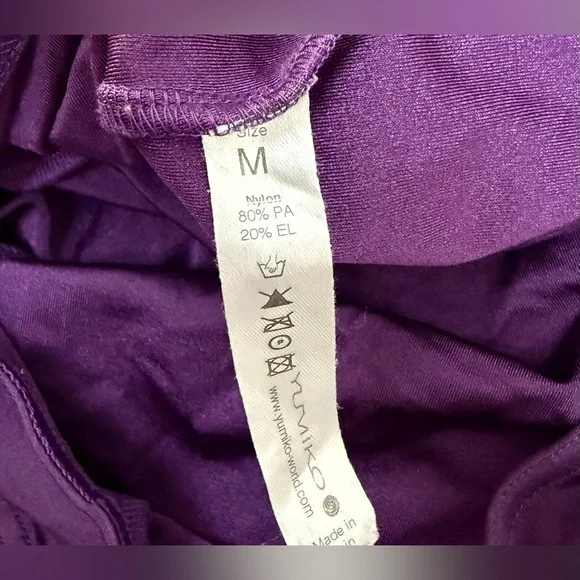 Size
M
Nylon
80% PA
20% EL
YUMIKO
www.yumiko-world.com
Made in